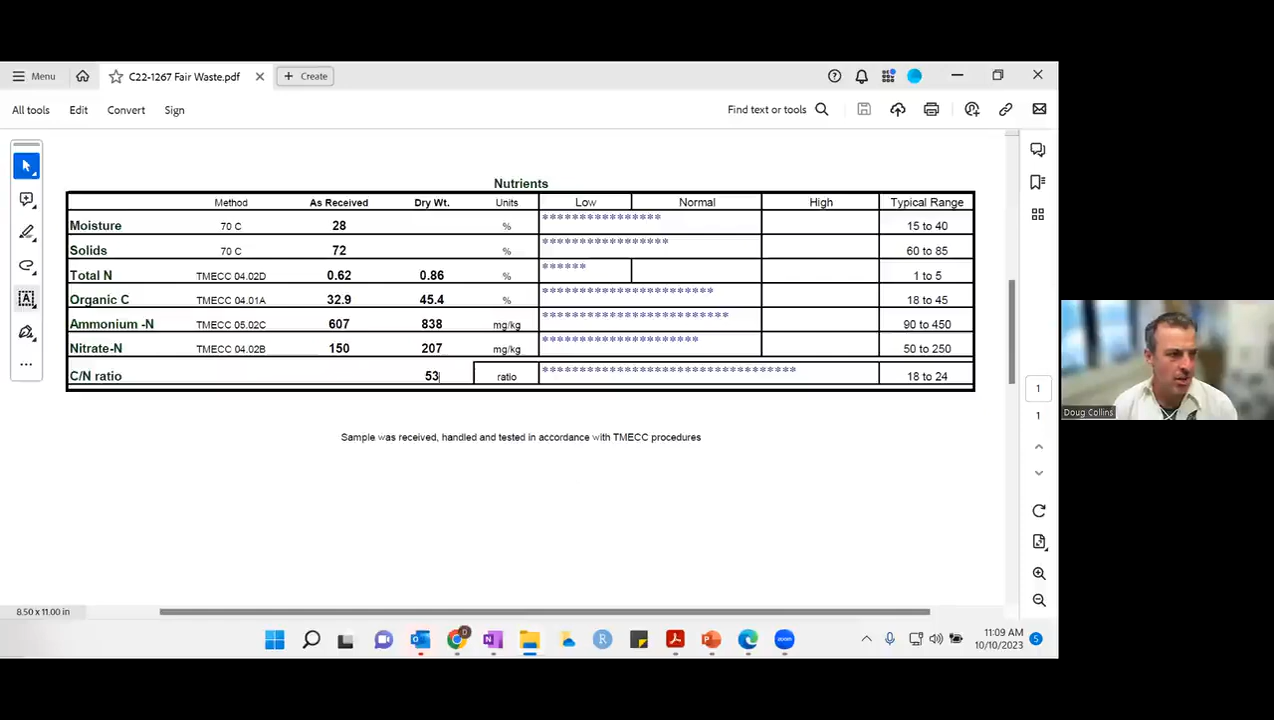 Menu
C22-1267 Fair Waste.pdf
Create
All tools
Edit
Convert
Sign
Find text or tools
Nutrients
Method As Received Dry Wt. Units Low Normal High Typical Range
Moisture 70 C 28 % **************** 15 to 40
Solids 70 C 72 % ***************** 60 to 85
Total N TMECC 04.02D 0.62 0.86 % ****** 1 to 5
Organic C TMECC 04.01A 32.9 45.4 % *********************** 18 to 45
Ammonium -N TMECC 05.02C 607 838 mg/kg ************************* 90 to 450
Nitrate-N TMECC 04.02B 150 207 mg/kg ********************* 50 to 250
C/N ratio 53 ratio ********************************** 18 to 24
Sample was received, handled and tested in accordance with TMECC procedures
1
1
Doug Collins
8.50 x 11.00 in
11:09 AM
10/10/2023
5